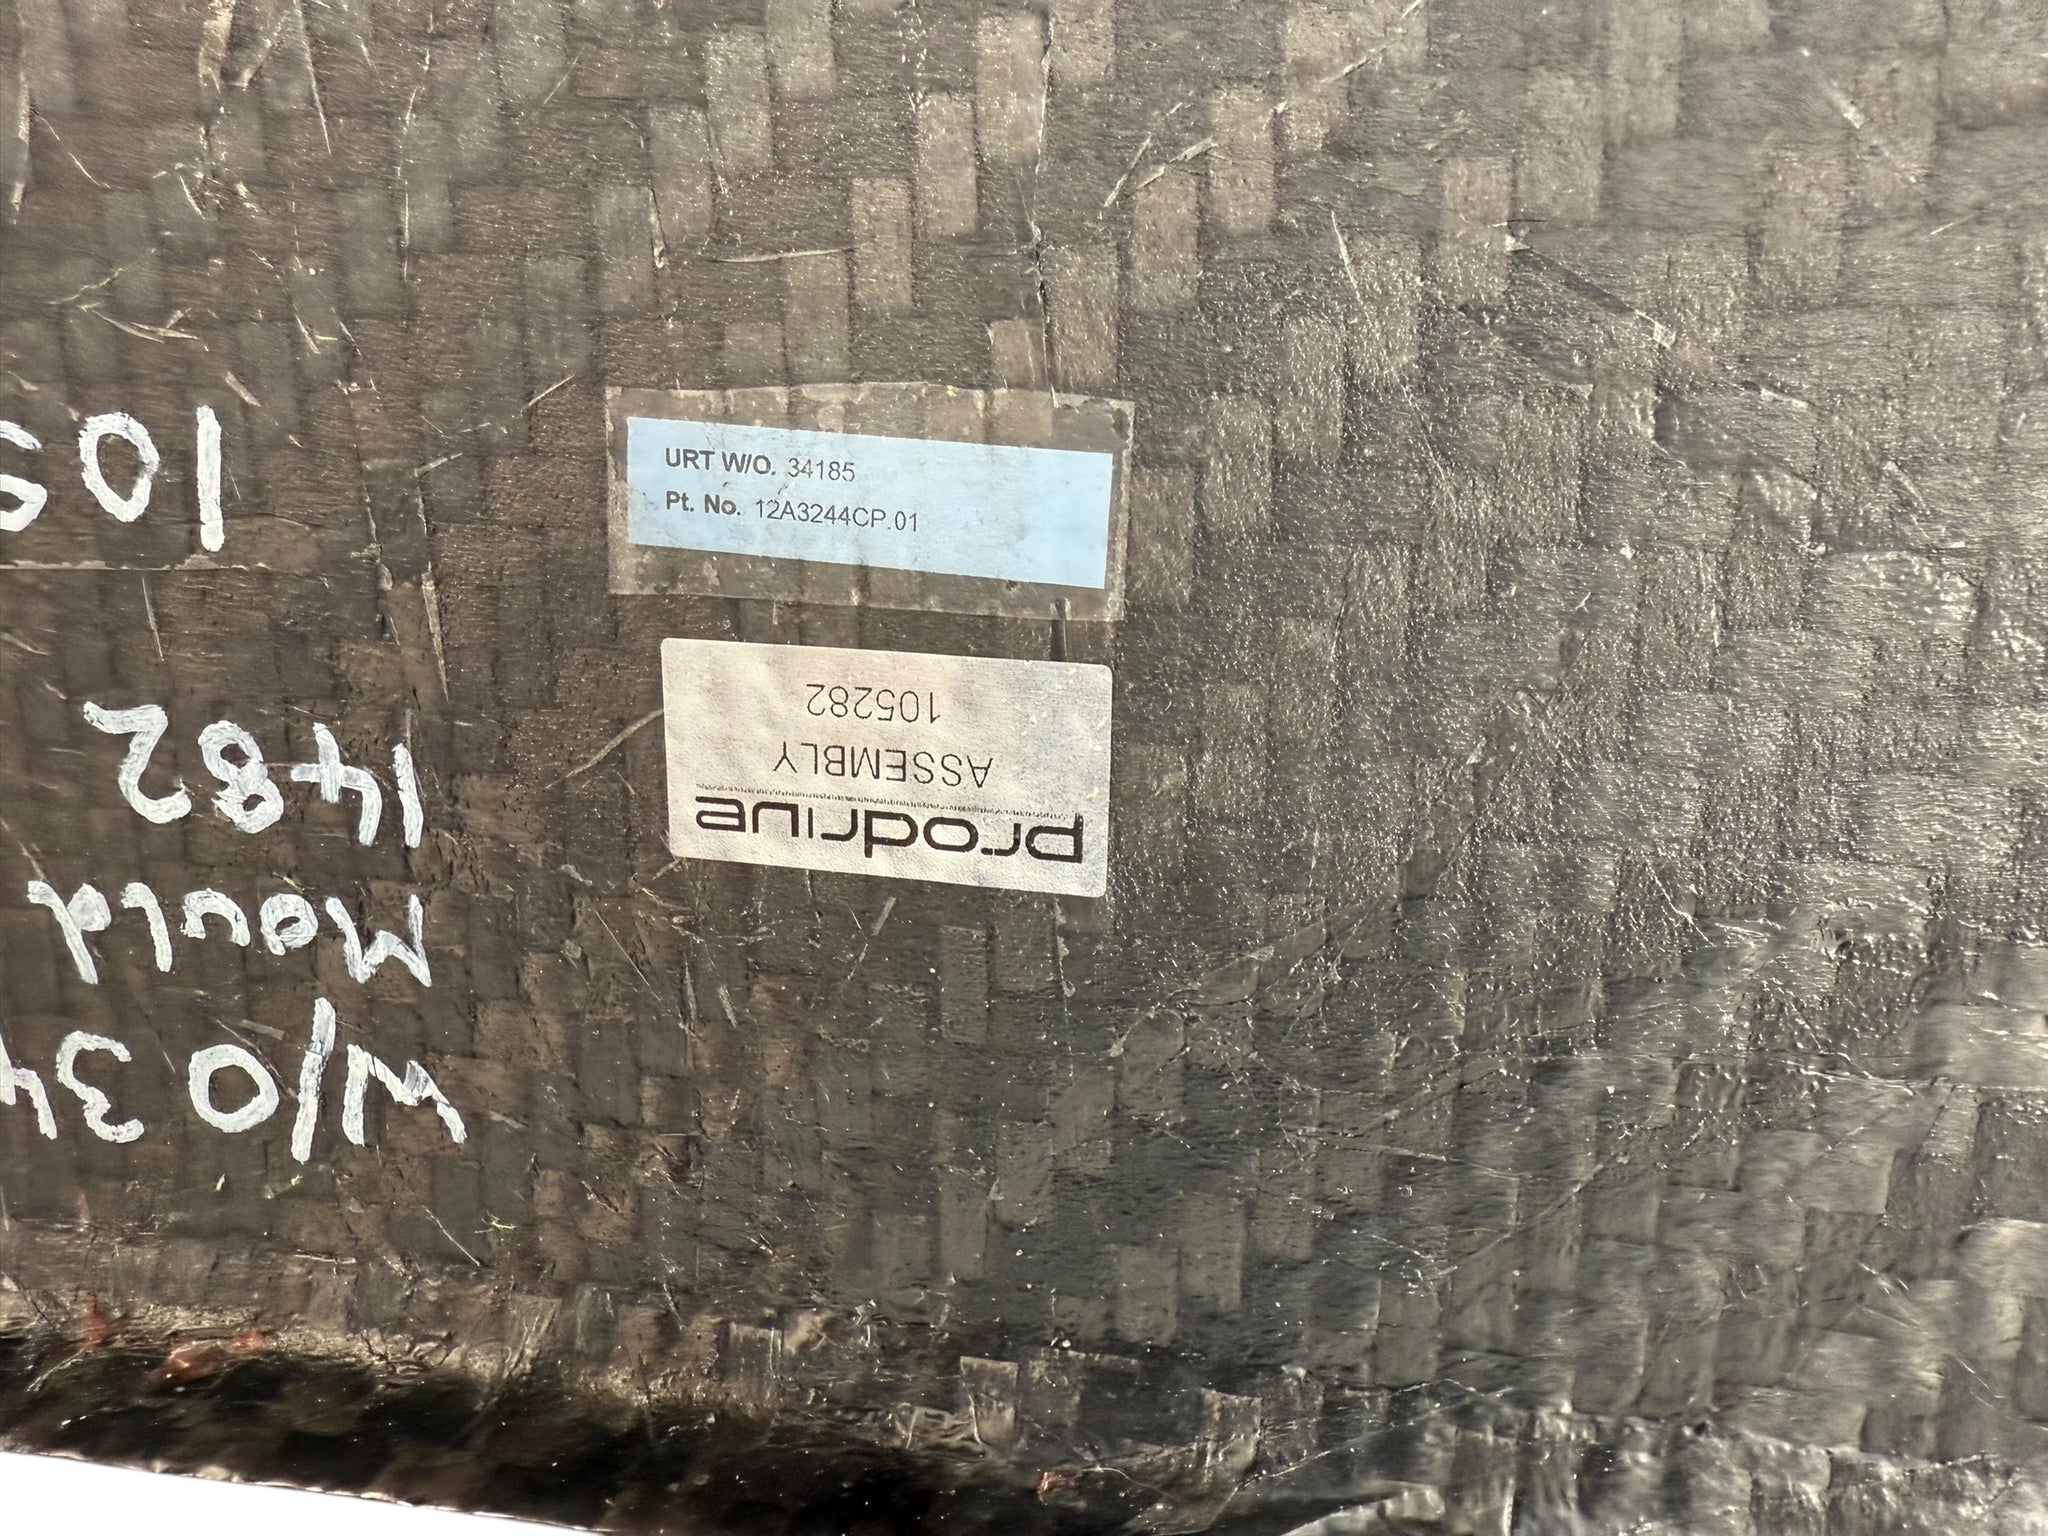 URT W/O. 34185
Pt. No. 12A3244CP.01
prodrive
ASSEMBLY
105282
W/O 34
Mould
1482
105